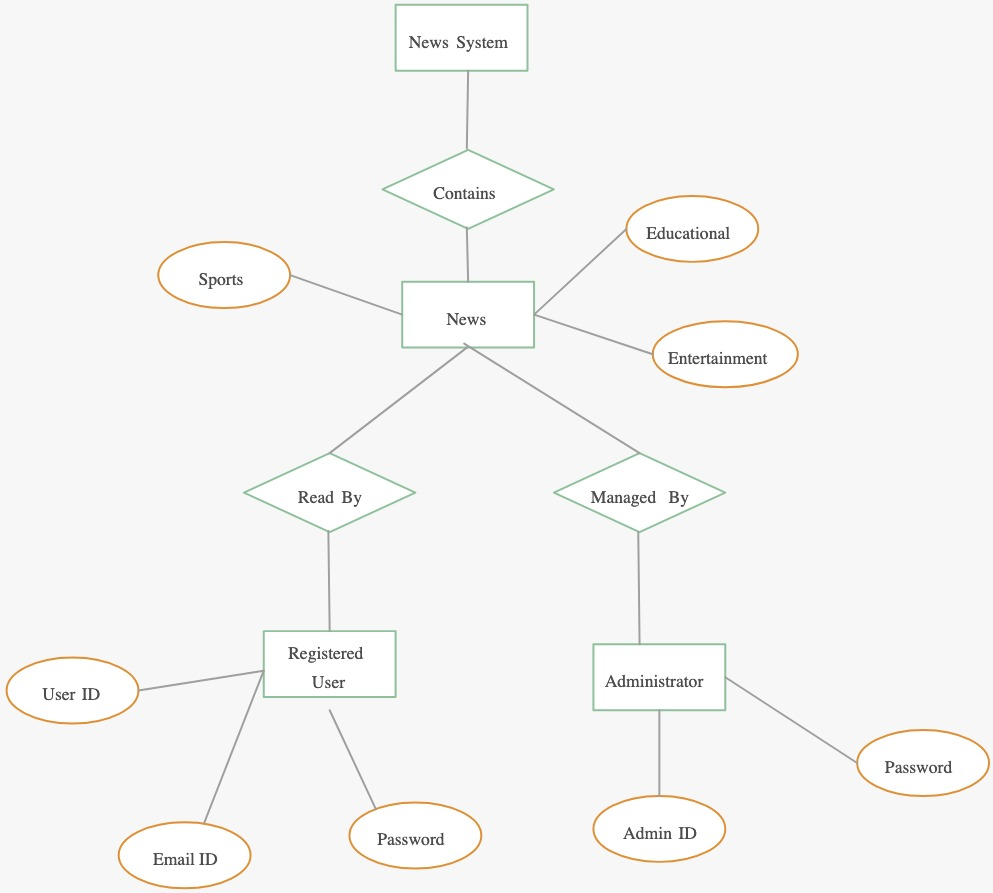 News System
Contains
Educational
Sports
News
Entertainment
Read By
Managed By
Registered
User
User ID
Administrator
Password
Admin ID
Password
Email ID